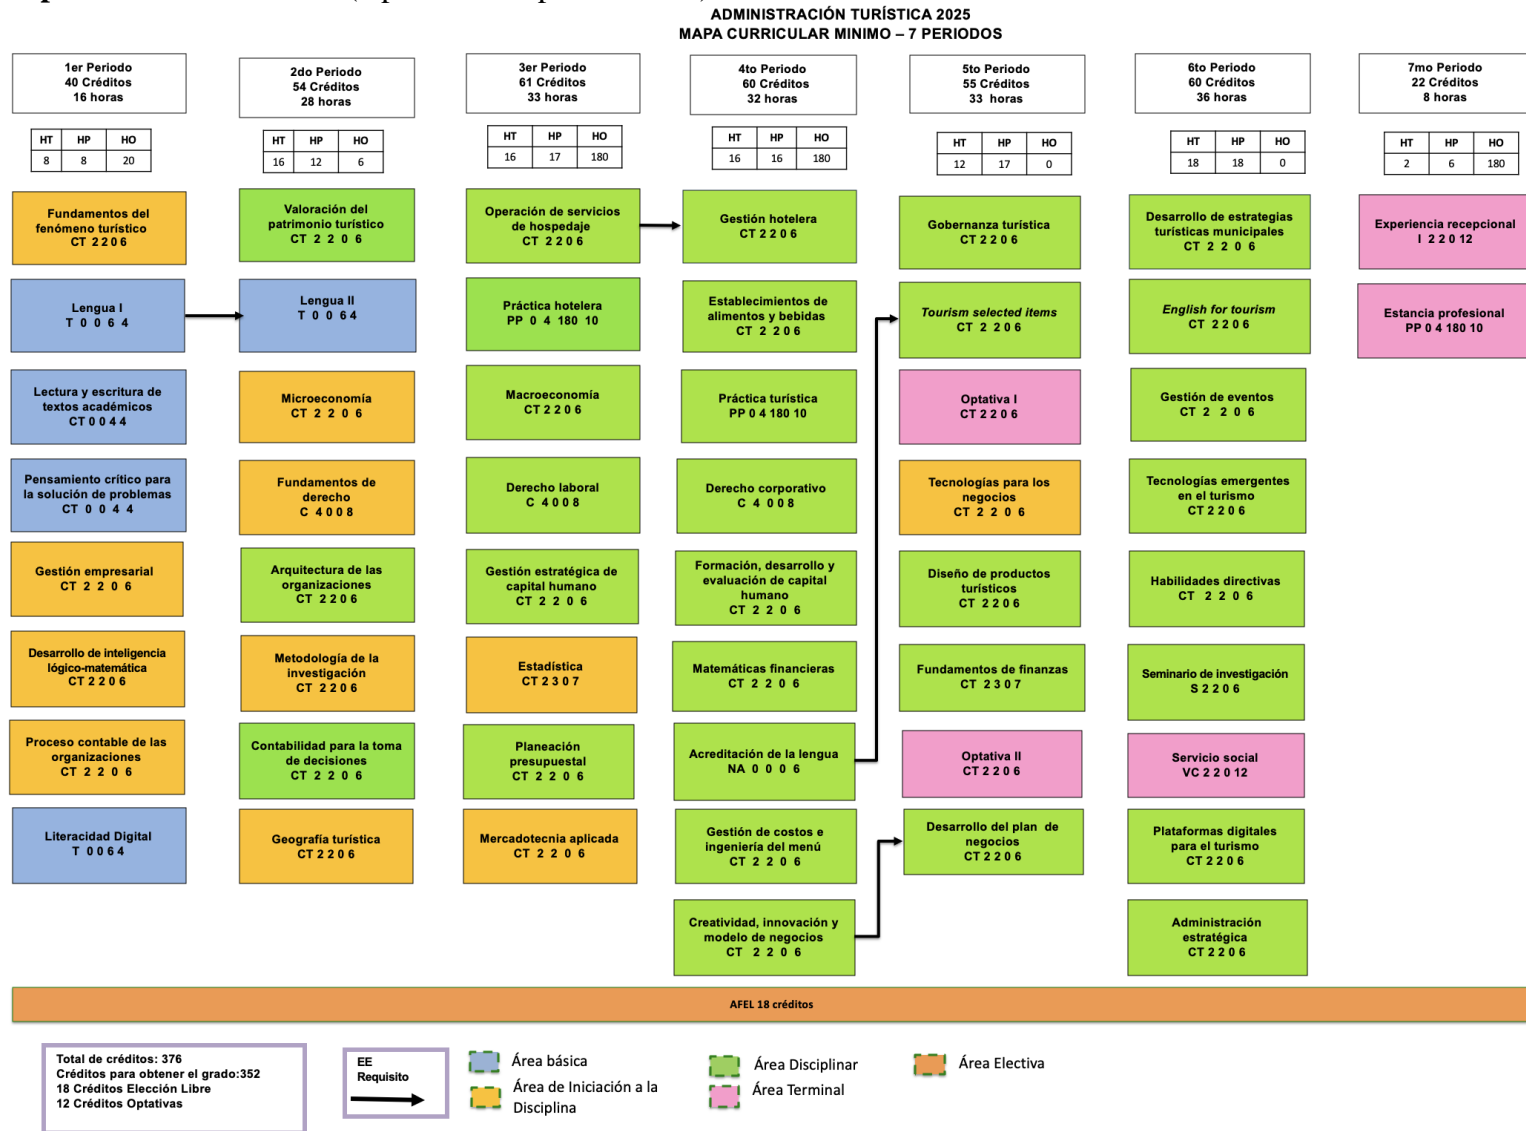 ADMINISTRACIÓN TURÍSTICA 2025
MAPA CURRICULAR MINIMO – 7 PERIODOS
1er Periodo
40 Créditos
16 horas
HT HP HO
8 8 20
Fundamentos del
fenómeno turístico
CT 2 2 0 6
Lengua I
T 0 0 6 4
Lectura y escritura de
textos académicos
CT 0 0 4 4
Pensamiento crítico para
la solución de problemas
CT 0 0 4 4
Gestión empresarial
CT 2 2 0 6
Desarrollo de inteligencia
lógico-matemática
CT 2 2 0 6
Proceso contable de las
organizaciones
CT 2 2 0 6
Literacidad Digital
T 0 0 6 4
2do Periodo
54 Créditos
28 horas
HT HP HO
16 12 6
Valoración del
patrimonio turístico
CT 2 2 0 6
Lengua II
T 0 0 6 4
Microeconomía
CT 2 2 0 6
Fundamentos de
derecho
C 4 0 0 8
Arquitectura de las
organizaciones
CT 2 2 0 6
Metodología de la
investigación
CT 2 2 0 6
Contabilidad para la toma
de decisiones
CT 2 2 0 6
Geografía turística
CT 2 2 0 6
3er Periodo
61 Créditos
33 horas
HT HP HO
16 17 180
Operación de servicios
de hospedaje
CT 2 2 0 6
Práctica hotelera
PP 0 4 180 10
Macroeconomía
CT 2 2 0 6
Derecho laboral
C 4 0 0 8
Gestión estratégica de
capital humano
CT 2 2 0 6
Estadística
CT 2 3 0 7
Planeación
presupuestal
CT 2 2 0 6
Mercadotecnia aplicada
CT 2 2 0 6
4to Periodo
60 Créditos
32 horas
HT HP HO
16 16 180
Gestión hotelera
CT 2 2 0 6
Establecimientos de
alimentos y bebidas
CT 2 2 0 6
Práctica turística
PP 0 4 180 10
Derecho corporativo
C 4 0 0 8
Formación, desarrollo y
evaluación de capital
humano
CT 2 2 0 6
Matemáticas financieras
CT 2 2 0 6
Acreditación de la lengua
NA 0 0 0 6
Gestión de costos e
ingeniería del menú
CT 2 2 0 6
Creatividad, innovación y
modelo de negocios
CT 2 2 0 6
5to Periodo
55 Créditos
33 horas
HT HP HO
12 17 0
Gobernanza turística
CT 2 2 0 6
Tourism selected items
CT 2 2 0 6
Optativa I
CT 2 2 0 6
Tecnologías para los
negocios
CT 2 2 0 6
Diseño de productos
turísticos
CT 2 2 0 6
Fundamentos de finanzas
CT 2 3 0 7
Optativa II
CT 2 2 0 6
Desarrollo del plan de
negocios
CT 2 2 0 6
6to Periodo
60 Créditos
36 horas
HT HP HO
18 18 0
Desarrollo de estrategias
turísticas municipales
CT 2 2 0 6
English for tourism
CT 2 2 0 6
Gestión de eventos
CT 2 2 0 6
Tecnologías emergentes
en el turismo
CT 2 2 0 6
Habilidades directivas
CT 2 2 0 6
Seminario de investigación
S 2 2 0 6
Servicio social
VC 2 2 0 12
Plataformas digitales
para el turismo
CT 2 2 0 6
Administración
estratégica
CT 2 2 0 6
7mo Periodo
22 Créditos
8 horas
HT HP HO
2 6 180
Experiencia recepcional
I 2 2 0 12
Estancia profesional
PP 0 4 180 10
AFEL 18 créditos
Total de créditos: 376
Créditos para obtener el grado:352
18 Créditos Elección Libre
12 Créditos Optativas
EE
Requisito
Área básica
Área de Iniciación a la
Disciplina
Área Disciplinar
Área Terminal
Área Electiva